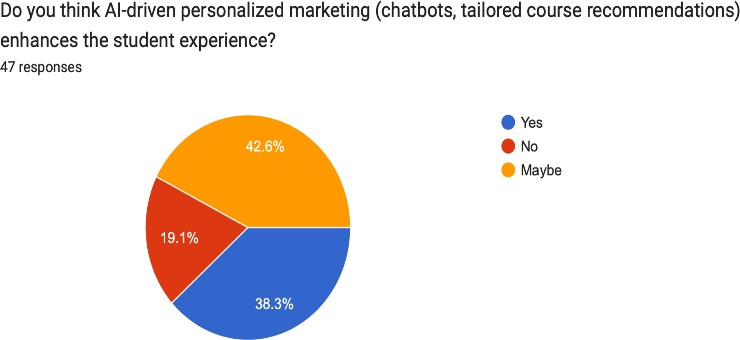 Do you think AI-driven personalized marketing (chatbots, tailored course recommendations)
enhances the student experience?
47 responses
Yes
No
Maybe
42.6%
19.1%
38.3%